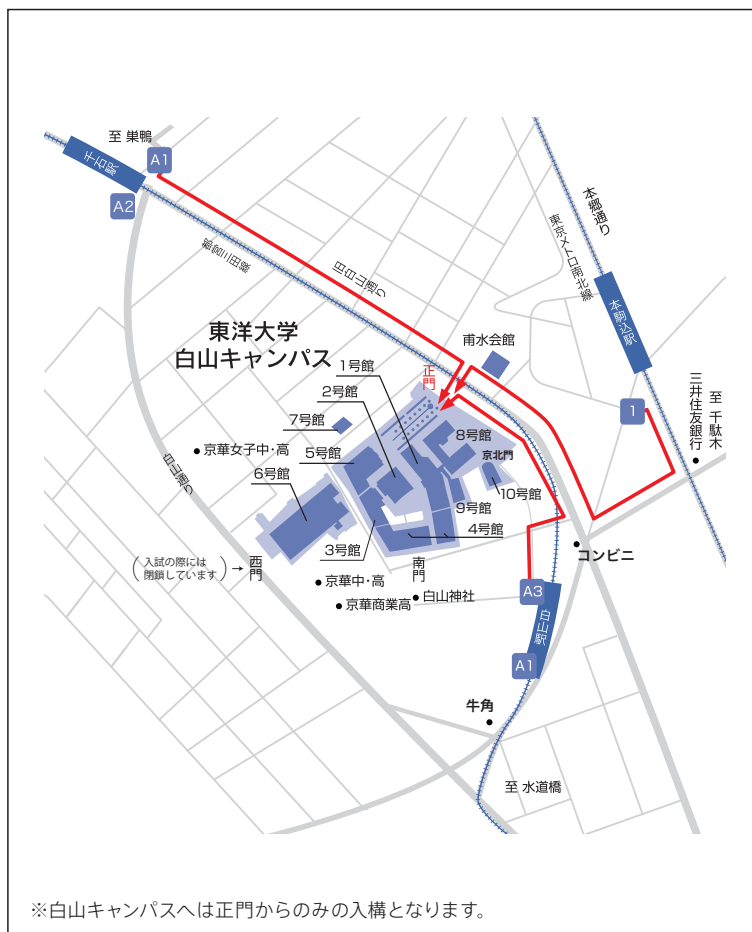 至 巣鴨
A1
千石駅
A2
都営三田線
旧白山通り
本郷通り
東京メトロ南北線
本駒込駅
甫水会館
東洋大学
白山キャンパス
正門
1号館
2号館
7号館
5号館
6号館
8号館
京北門
10号館
9号館
4号館
3号館
京華女子中・高
白山通り
1
三井住友銀行
至 千駄木
入試の際には
閉鎖しています
→
西門
南門
京華中・高
京華商業高
白山神社
コンビニ
A3
白山駅
A1
牛角
至 水道橋
※白山キャンパスへは正門からのみの入構となります。